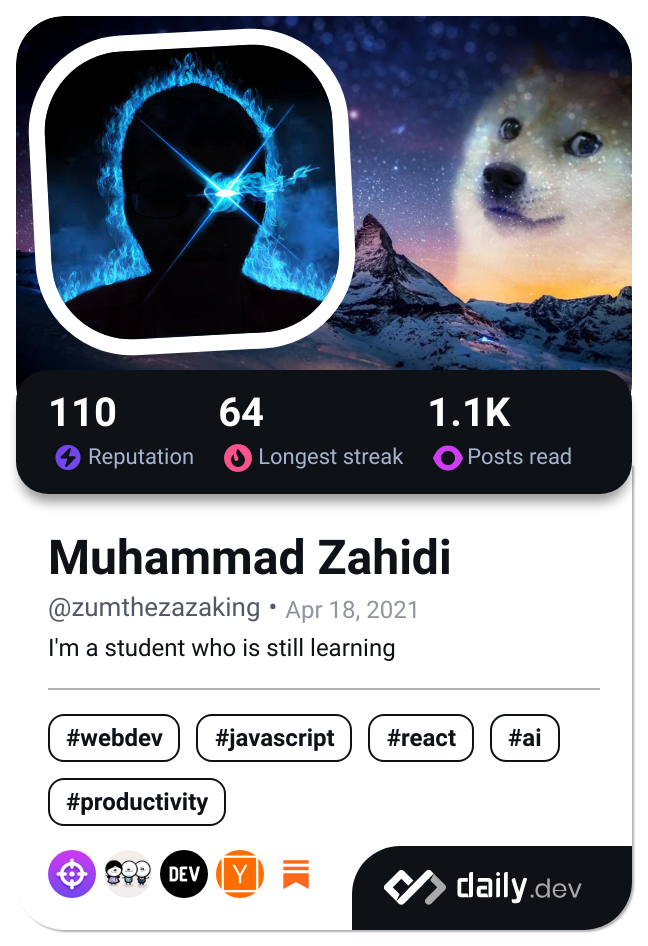 110 64 1.1K
Reputation Longest streak Posts read
Muhammad Zahidi
@zumthezazaking • Apr 18, 2021
I'm a student who is still learning
#webdev #javascript #react #ai
#productivity
DEV Y daily.dev